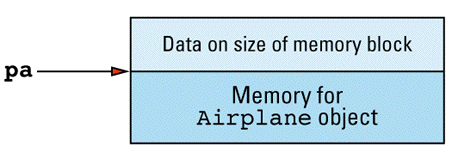 Data on size of memory block
pa
Memory for
Airplane object